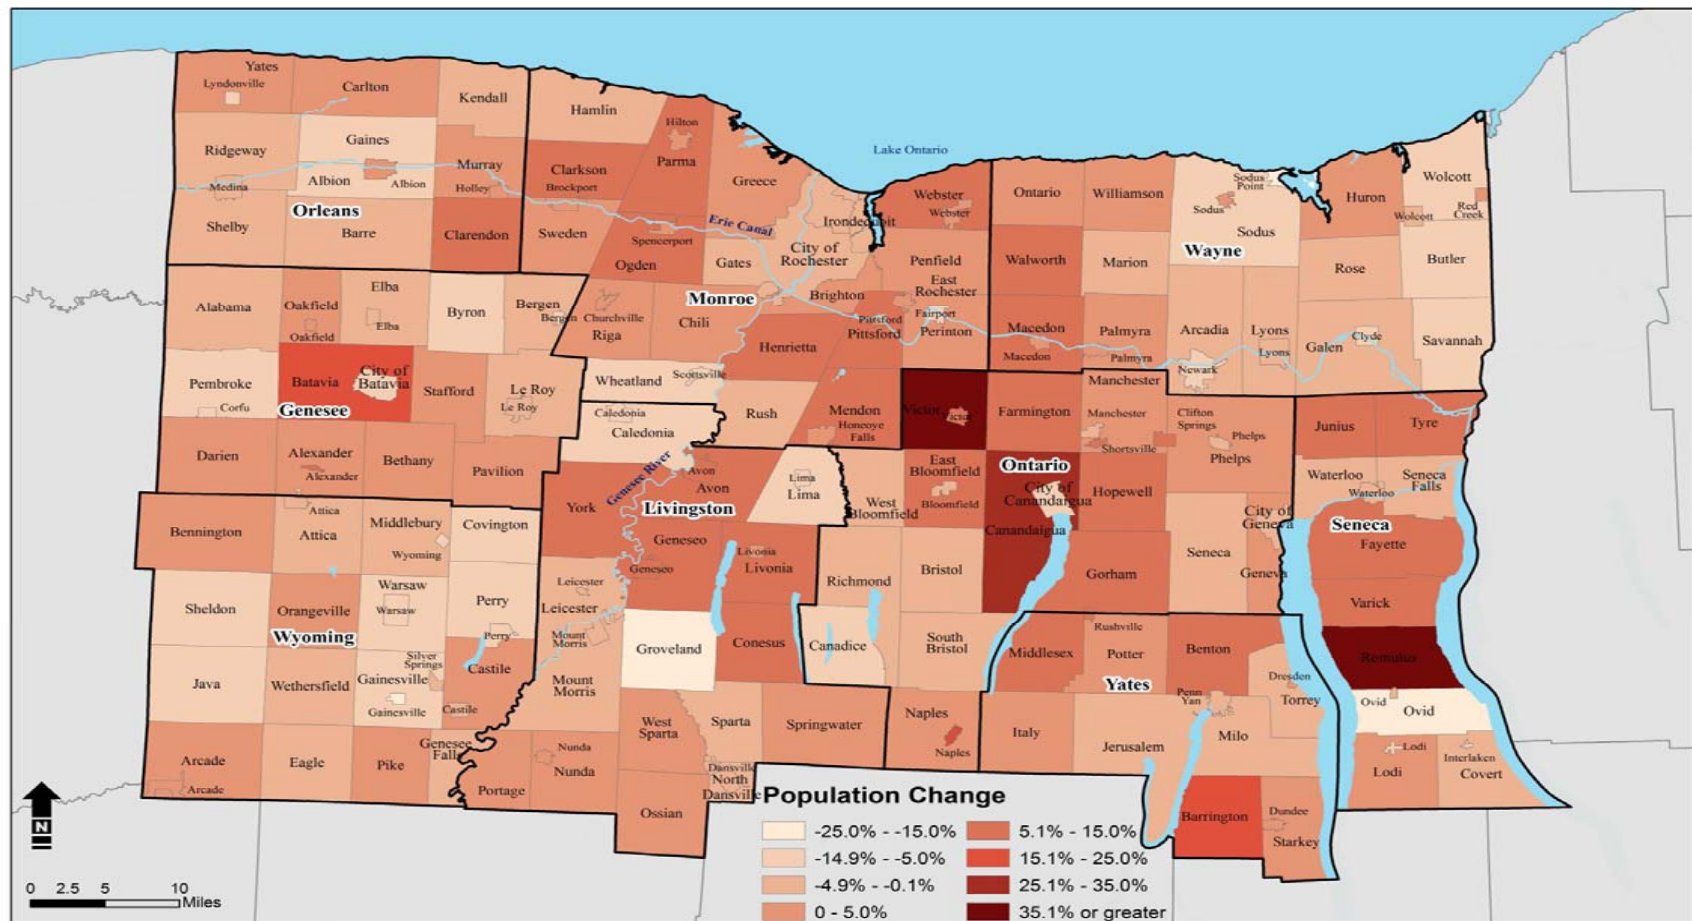 Yates
Lyndonville
Carlton
Kendall
Hamlin
Hilton
Parma
Greece
Lake Ontario
Ridgeway
Gaines
Medina
Albion
Albion
Murray
Holley
Clarkson
Brockport
Orleans
Shelby
Barre
Clarendon
Sweden
Spencerport
Ogden
Erie Canal
Gates
City of
Rochester
Irondequoit
Webster
Webster
Penfield
East
Rochester
Brighton
Monroe
Ontario
Williamson
Sodus
Point
Sodus
Sodus
Wayne
Huron
Wolcott
Wolcott
Red
Creek
Walworth
Marion
Rose
Butler
Alabama
Oakfield
Oakfield
Elba
Elba
Byron
Bergen
Bergen
Churchville
Riga
Chili
Henrietta
Pittsford
Pittsford
Fairport
Perinton
Macedon
Macedon
Palmyra
Palmyra
Arcadia
Newark
Lyons
Lyons
Galen
Clyde
Savannah
Pembroke
Corfu
Batavia
City of
Batavia
Genesee
Stafford
Le Roy
Le Roy
Wheatland
Scottsville
Rush
Mendon
Honeoye
Falls
Victor
Victor
Farmington
Manchester
Manchester
Shortsville
Clifton
Springs
Phelps
Phelps
Junius
Tyre
Darien
Alexander
Alexander
Bethany
Pavilion
Caledonia
Caledonia
York
Genesee River
Avon
Avon
Livingston
Lima
Lima
West
Bloomfield
East
Bloomfield
Bloomfield
Ontario
City of
Canandaigua
Canandaigua
Hopewell
Seneca
City of
Geneva
Geneva
Waterloo
Waterloo
Seneca
Falls
Seneca
Fayette
Bennington
Attica
Attica
Middlebury
Wyoming
Covington
Geneseo
Geneseo
Livonia
Livonia
Richmond
Bristol
Gorham
Varick
Sheldon
Orangeville
Warsaw
Warsaw
Perry
Perry
Wyoming
Leicester
Leicester
Mount
Morris
Groveland
Conesus
Canadice
South
Bristol
Middlesex
Rushville
Potter
Benton
Romulus
Java
Wethersfield
Silver
Springs
Gainesville
Gainesville
Castile
Castile
Mount
Morris
Yates
Penn
Yan
Dresden
Torrey
Ovid
Ovid
Arcade
Arcade
Eagle
Pike
Genesee
Falls
Portage
Nunda
Nunda
West
Sparta
Sparta
Springwater
Naples
Naples
Italy
Jerusalem
Milo
Lodi
Lodi
Interlaken
Covert
Ossian
Dansville
North
Dansville
Barrington
Dundee
Starkey
Population Change
-25.0% - -15.0%
-14.9% - -5.0%
-4.9% - -0.1%
0 - 5.0%
5.1% - 15.0%
15.1% - 25.0%
25.1% - 35.0%
35.1% or greater
N
0 2.5 5 10
Miles